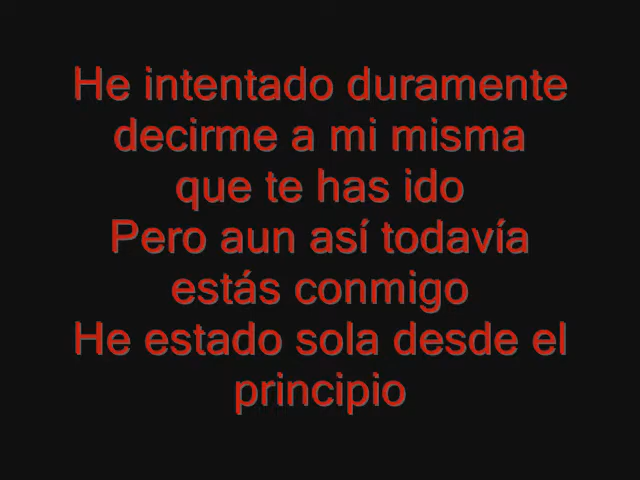 He intentado duramente
decirme a mi misma
que te has ido
Pero aun así todavía
estás conmigo
He estado sola desde el
principio